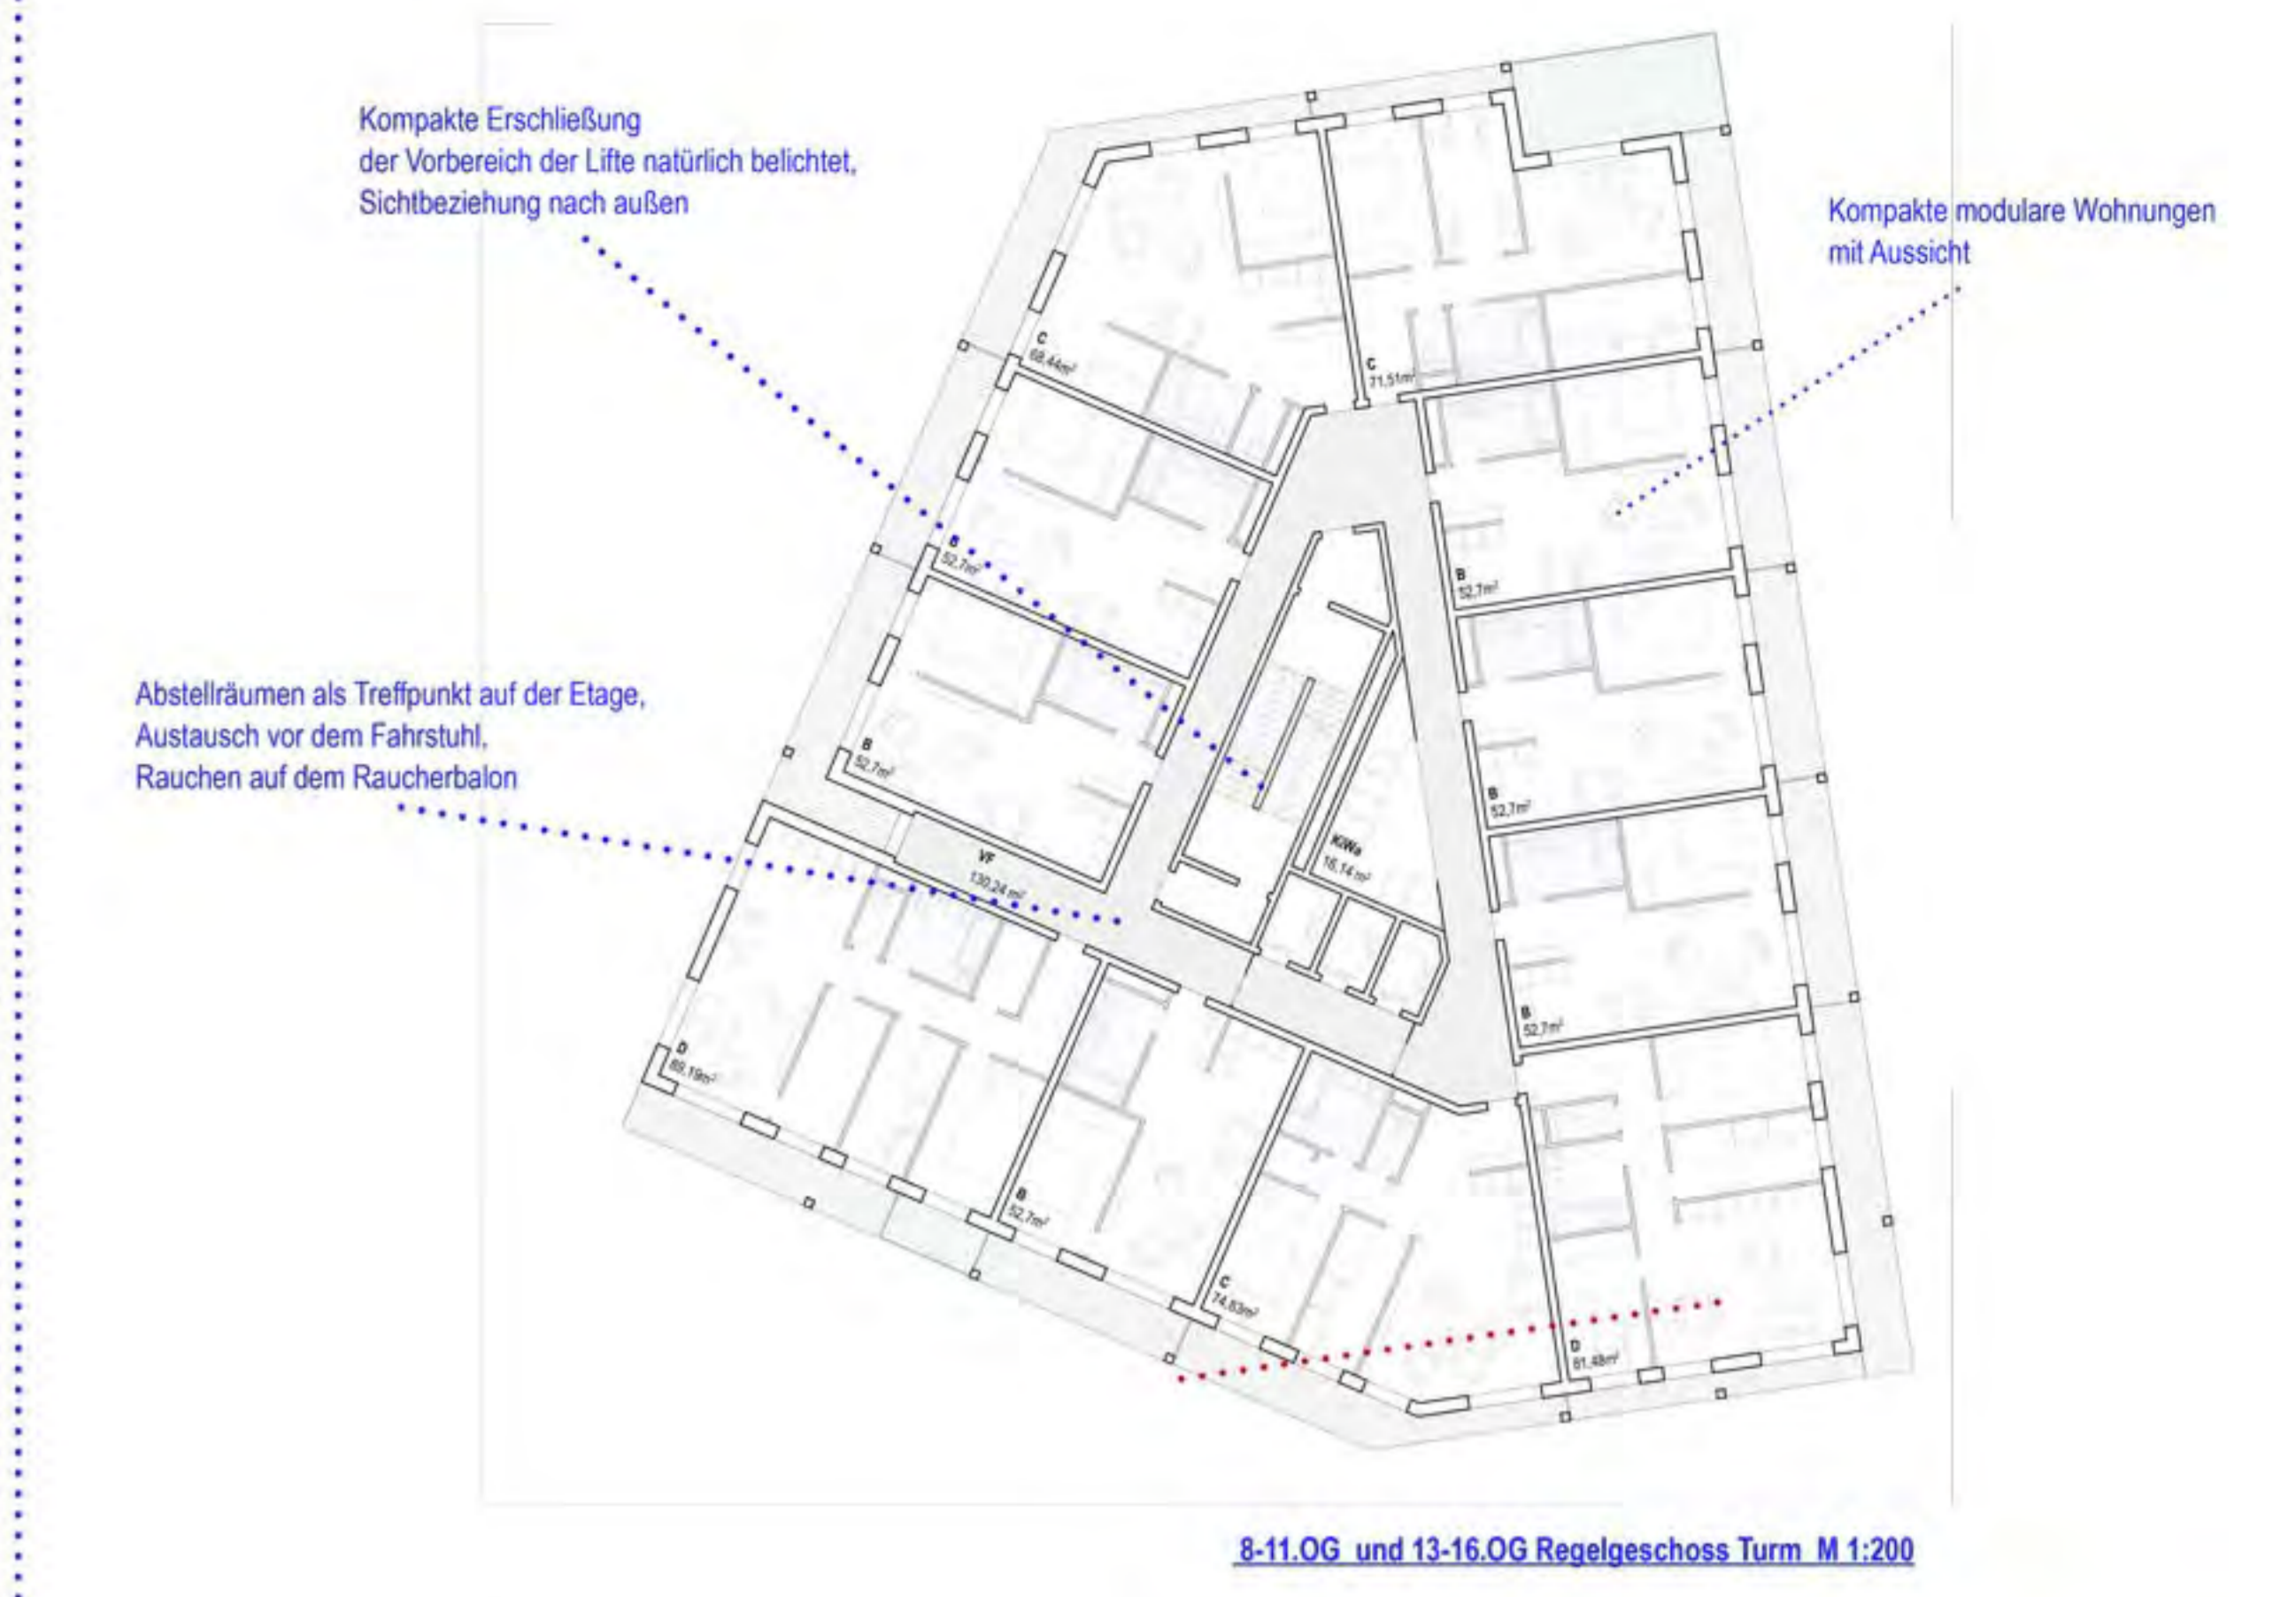 Kompakte Erschließung
der Vorbereich der Lifte natürlich belichtet,
Sichtbeziehung nach außen
Kompakte modulare Wohnungen
mit Aussicht
C
68,44m²
C
71,51m²
B
52,7m²
B
52,7m²
Abstellräumen als Treffpunkt auf der Etage,
Austausch vor dem Fahrstuhl,
Rauchen auf dem Raucherbalon
B
52,7m²
B
52,7m²
KiWa
16,14 m²
VF
130,24 m²
B
52,7m²
D
89,19m²
B
52,7m²
C
74,63m²
D
81,48m²
8-11.OG und 13-16.OG Regelgeschoss Turm M 1:200